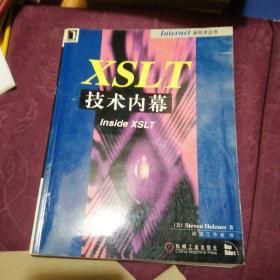 Internet 新技术丛书
XSLT
技术内幕
Inside XSLT
(美) Steven Holzner 著
机械工业出版社
China Machine Press
New Riders